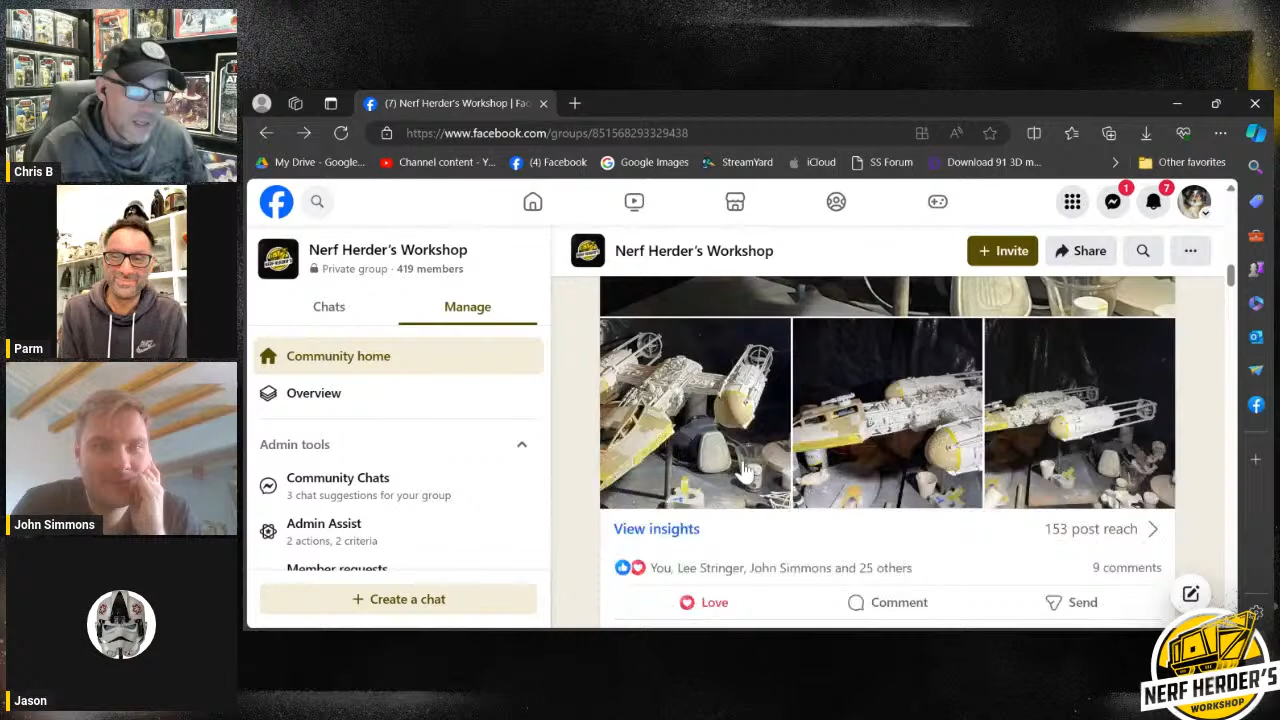 Chris B
Parm
John Simmons
Jason
(7) Nerf Herder's Workshop | Fac
https://www.facebook.com/groups/851568293329438
My Drive - Google...
Channel content - Y...
(4) Facebook
Google Images
StreamYard
iCloud
SS Forum
Download 91 3D m...
Other favorites
1
7
Nerf Herder's Workshop
Private group · 419 members
Chats
Manage
Community home
Overview
Admin tools
Community Chats
3 chat suggestions for your group
Admin Assist
2 actions, 2 criteria
Member requests
+ Create a chat
Nerf Herder's Workshop
+ Invite
Share
View insights
153 post reach
You, Lee Stringer, John Simmons and 25 others
9 comments
Love
Comment
Send
NERF HERDER'S
WORKSHOP